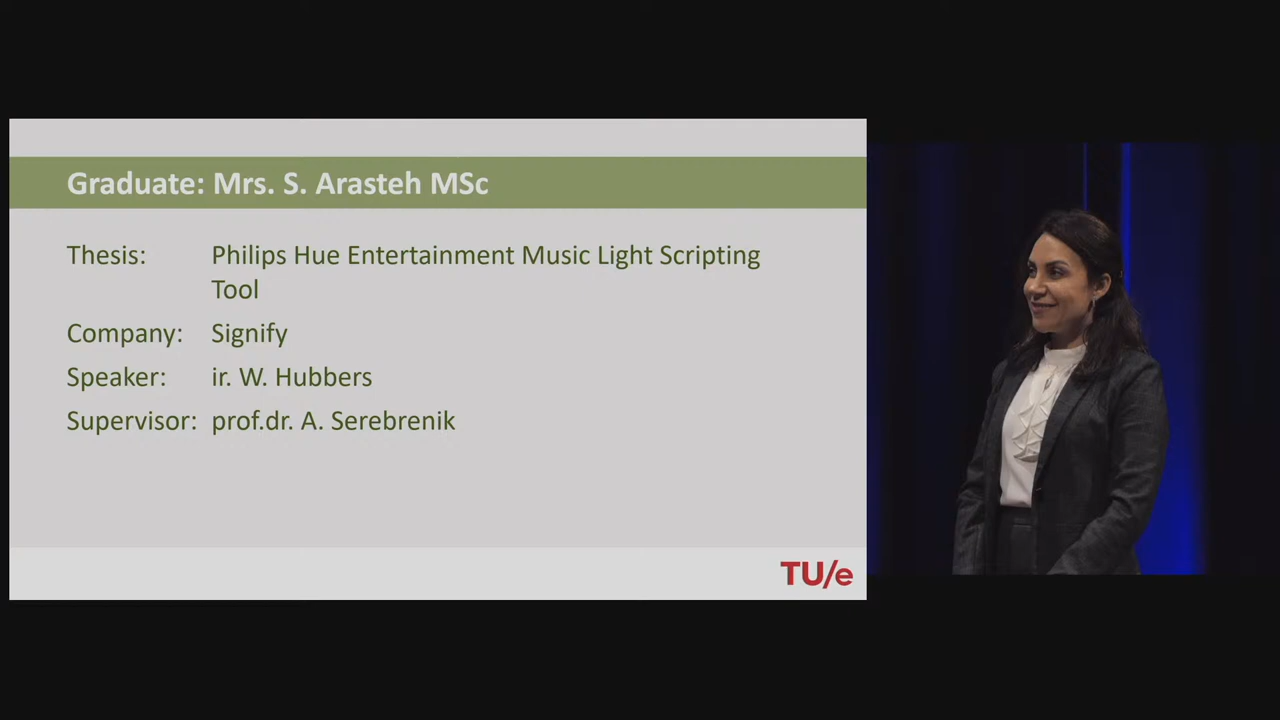 Graduate: Mrs. S. Arasteh MSc
Thesis: Philips Hue Entertainment Music Light Scripting
Tool
Company: Signify
Speaker: ir. W. Hubbers
Supervisor: prof.dr. A. Serebrenik
TU/e